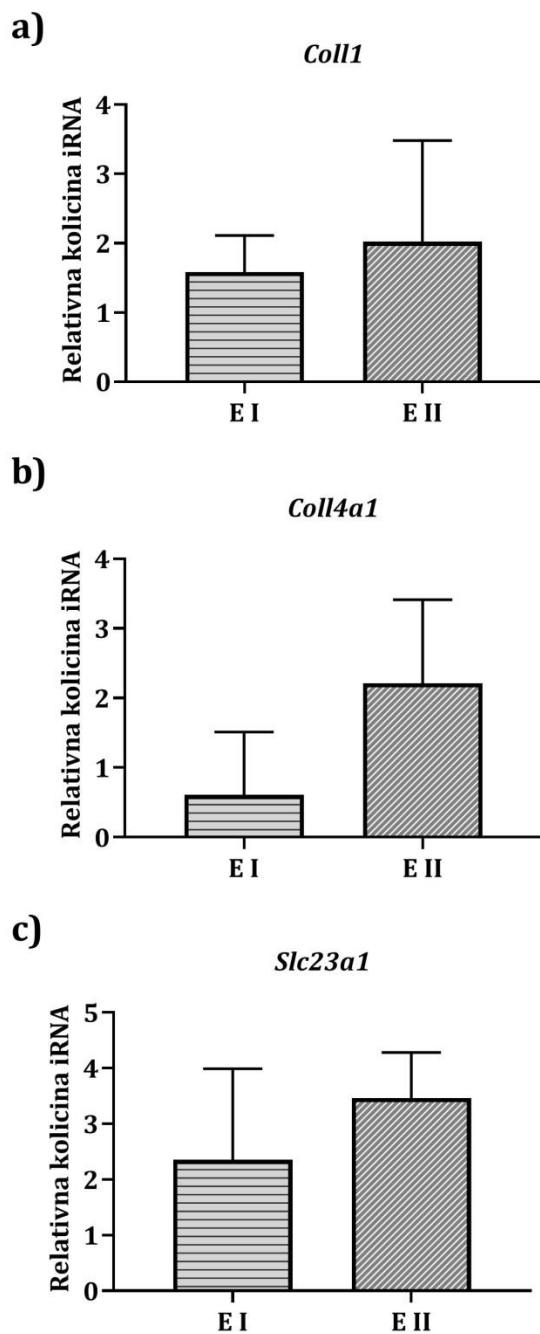 a)
Coll1
Relativna kolicina iRNA
4
3
2
1
0
E I
E II
b)
Coll4a1
Relativna kolicina iRNA
4
3
2
1
0
E I
E II
c)
Slc23a1
Relativna kolicina iRNA
5
4
3
2
1
0
E I
E II